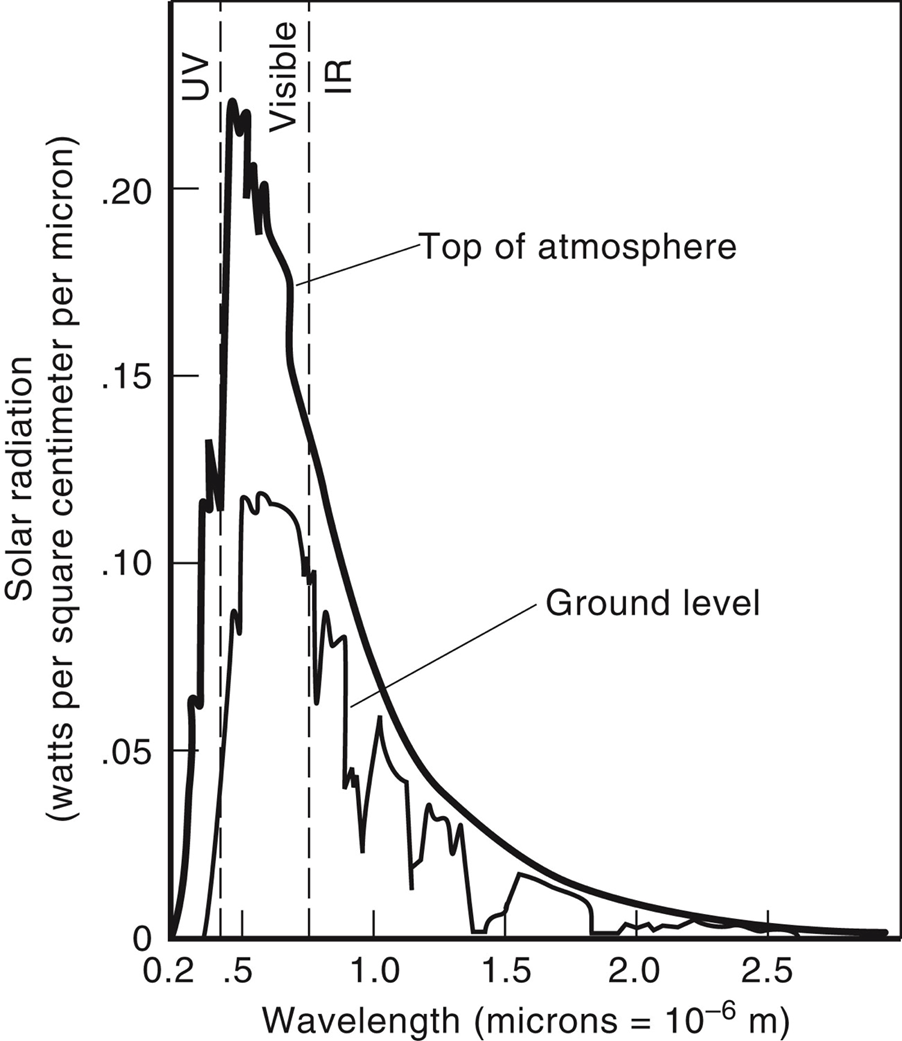 UV
Visible
IR
Solar radiation
(watts per square centimeter per micron)
.20
.15
.10
.05
0
Top of atmosphere
Ground level
0.2 .5 1.0 1.5 2.0 2.5
Wavelength (microns = 10⁻⁶ m)